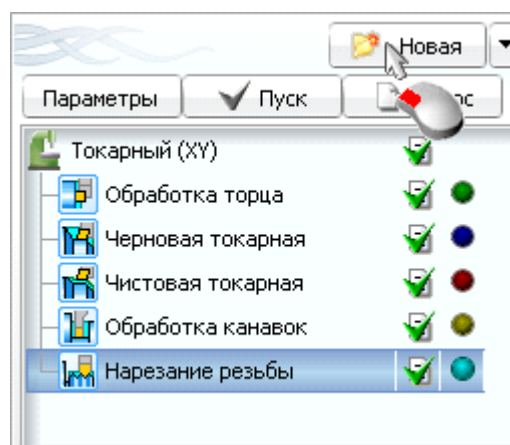 Новая
Параметры Пуск
Токарный (XY)
Обработка торца
Черновая токарная
Чистовая токарная
Обработка канавок
Нарезание резьбы